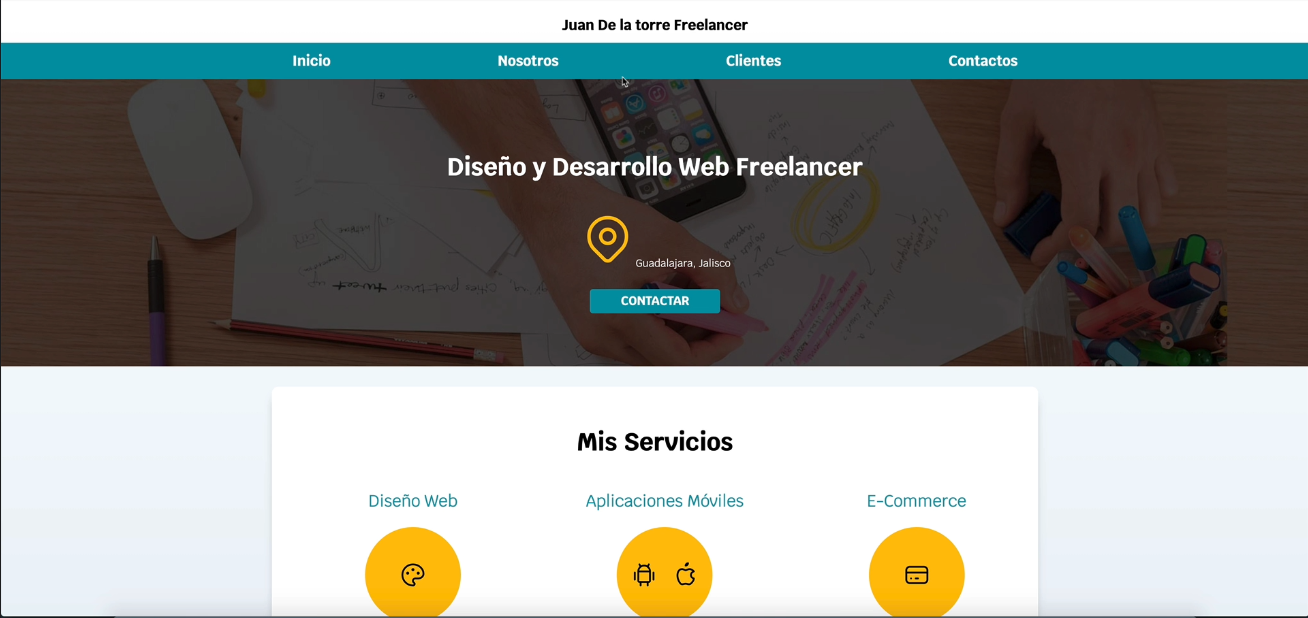 Juan De la torre Freelancer
Inicio Nosotros Clientes Contactos
Diseño y Desarrollo Web Freelancer
Guadalajara, Jalisco
CONTACTAR
Mis Servicios
Diseño Web Aplicaciones Móviles E-Commerce